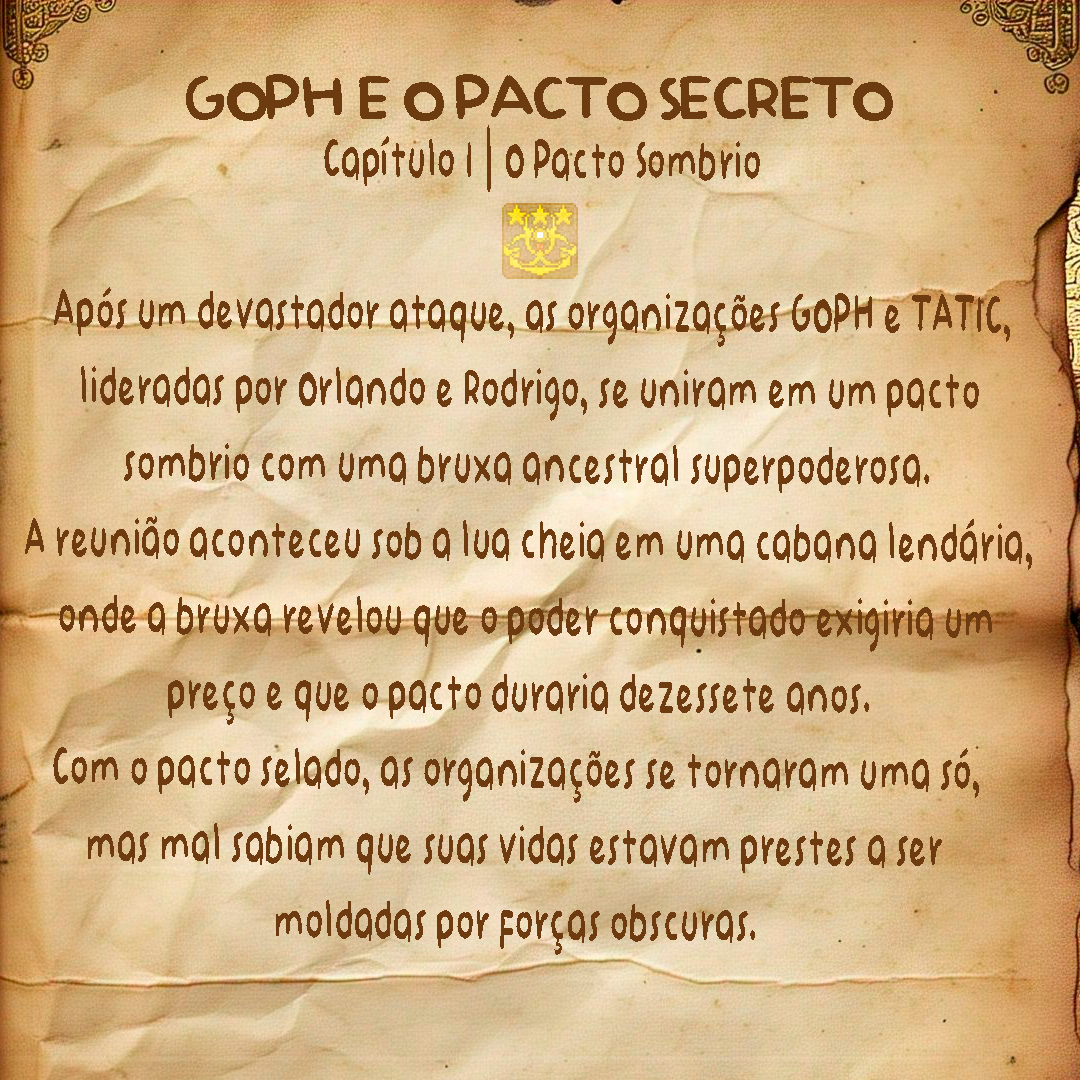 GOPH E O PACTO SECRETO
Capítulo 1 | O Pacto Sombrio
Após um devastador ataque, as organizações GOPH e TATIC,
lideradas por Orlando e Rodrigo, se uniram em um pacto
sombrio com uma bruxa ancestral superpoderosa.
A reunião aconteceu sob a lua cheia em uma cabana lendária,
onde a bruxa revelou que o poder conquistado exigiria um
preço e que o pacto duraria dezessete anos.
Com o pacto selado, as organizações se tornaram uma só,
mas mal sabiam que suas vidas estavam prestes a ser
moldadas por forças obscuras.